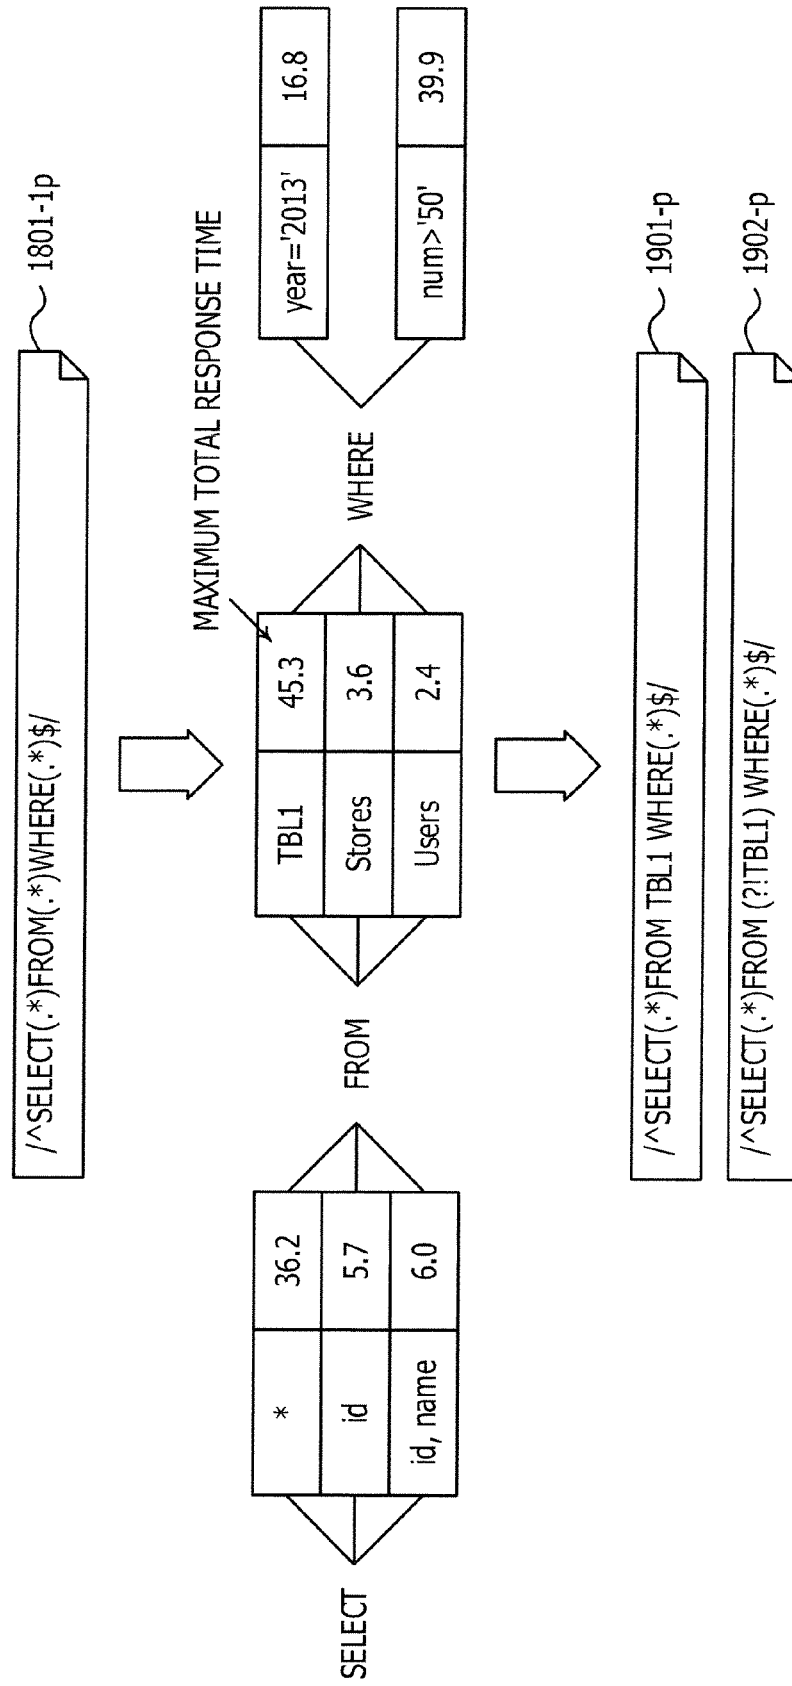 /^SELECT(.*)FROM(.*)WHERE(.*)$/
1801-1p
MAXIMUM TOTAL RESPONSE TIME
SELECT
* 36.2
id 5.7
id, name 6.0
FROM
TBL1 45.3
Stores 3.6
Users 2.4
WHERE
year='2013' 16.8
num>'50' 39.9
/^SELECT(.*)FROM TBL1 WHERE(.*)$/
1901-p
/^SELECT(.*)FROM (?!TBL1) WHERE(.*)$/
1902-p